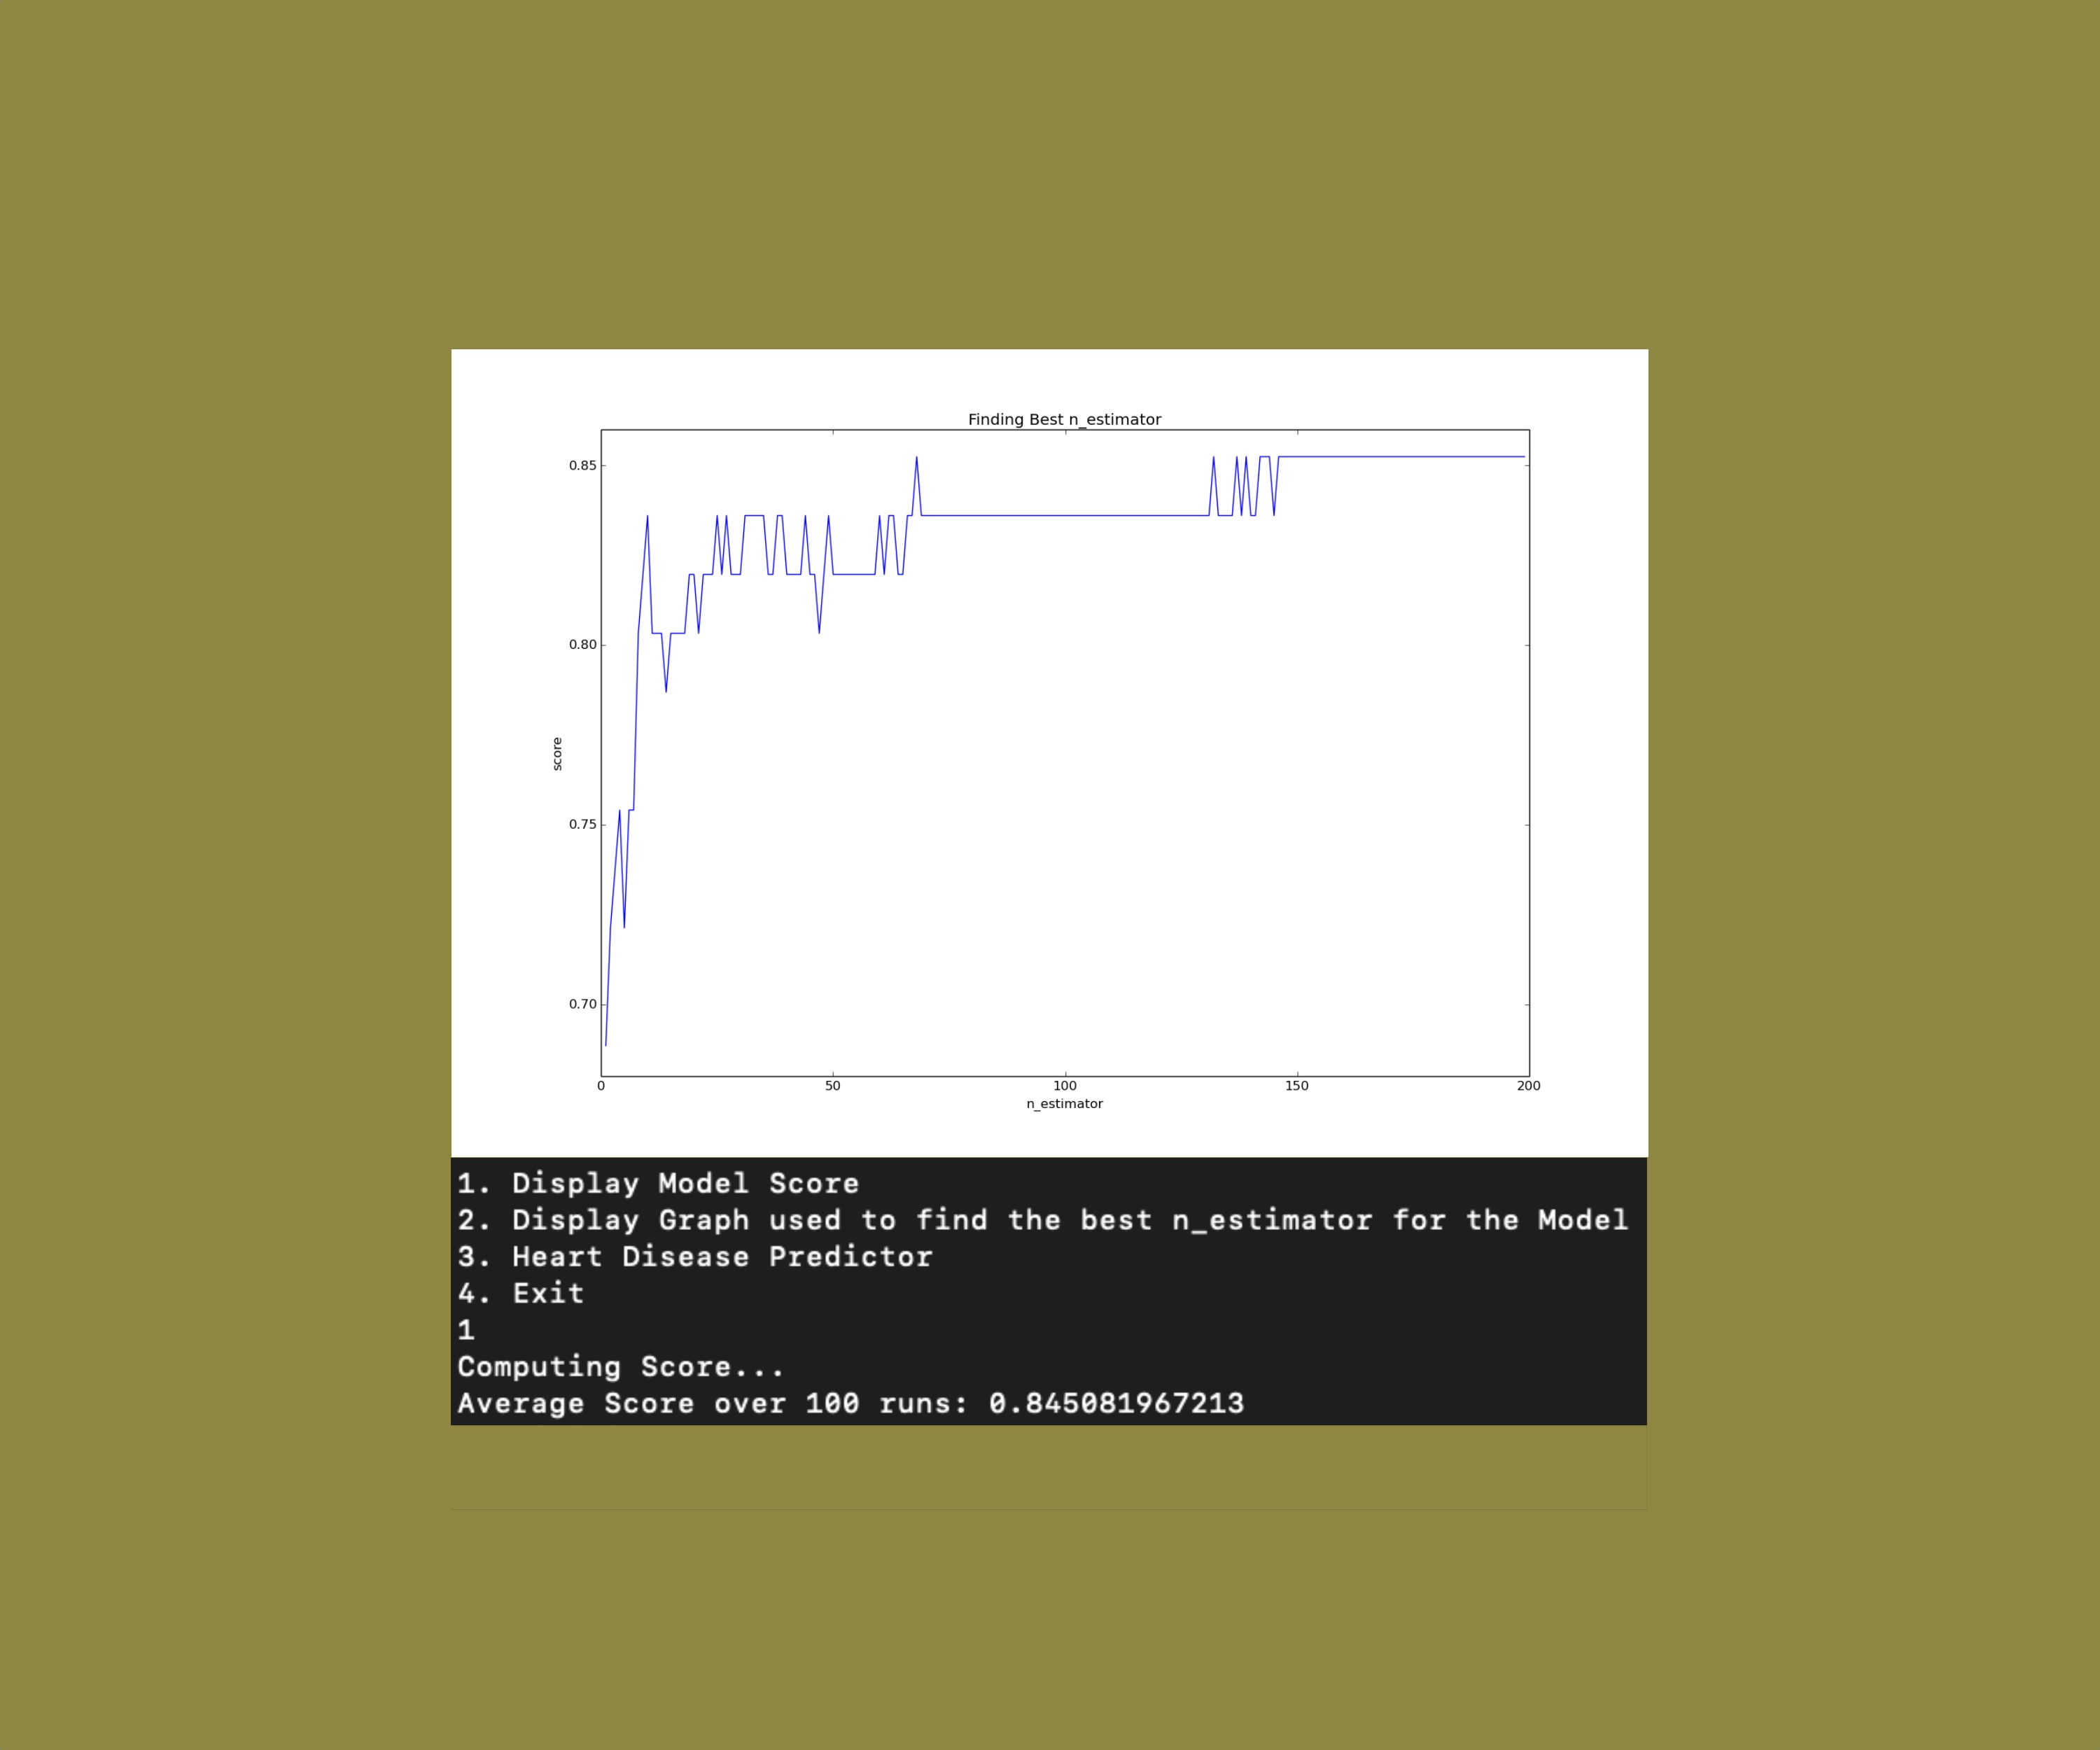 Finding Best n_estimator
0.85
0.80
0.75
0.70
score
0 50 100 150 200
n_estimator
1. Display Model Score
2. Display Graph used to find the best n_estimator for the Model
3. Heart Disease Predictor
4. Exit
1
Computing Score...
Average Score over 100 runs: 0.845081967213